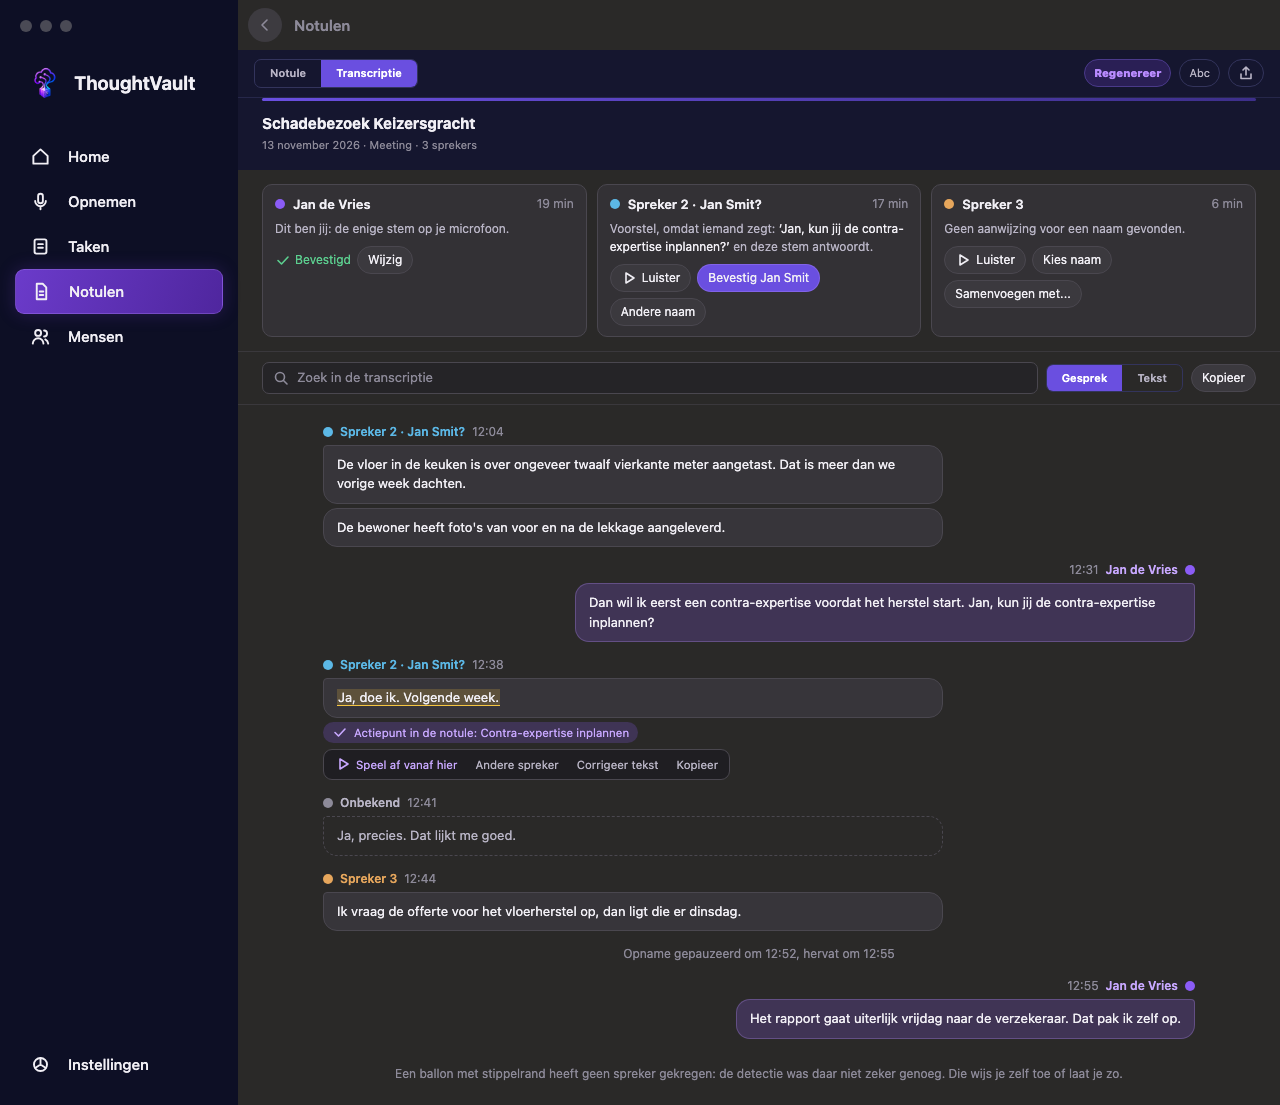 Notulen
ThoughtVault
Home
Opnemen
Taken
Notulen
Mensen
Instellingen
Notule
Transcriptie
Regenereer
Abc
Schadebezoek Keizersgracht
13 november 2026 · Meeting · 3 sprekers
Jan de Vries
19 min
Dit ben jij: de enige stem op je microfoon.
Bevestigd
Wijzig
Spreker 2 · Jan Smit?
17 min
Voorstel, omdat iemand zegt: ‘Jan, kun jij de contra-
expertise inplannen?’ en deze stem antwoordt.
Luister
Bevestig Jan Smit
Andere naam
Spreker 3
6 min
Geen aanwijzing voor een naam gevonden.
Luister
Kies naam
Samenvoegen met...
Zoek in de transcriptie
Gesprek
Tekst
Kopieer
Spreker 2 · Jan Smit? 12:04
De vloer in de keuken is over ongeveer twaalf vierkante meter aangetast. Dat is meer dan we
vorige week dachten.
De bewoner heeft foto's van voor en na de lekkage aangeleverd.
12:31 Jan de Vries
Dan wil ik eerst een contra-expertise voordat het herstel start. Jan, kun jij de contra-expertise
inplannen?
Spreker 2 · Jan Smit? 12:38
Ja, doe ik. Volgende week.
Actiepunt in de notule: Contra-expertise inplannen
Speel af vanaf hier
Andere spreker
Corrigeer tekst
Kopieer
Onbekend 12:41
Ja, precies. Dat lijkt me goed.
Spreker 3 12:44
Ik vraag de offerte voor het vloerherstel op, dan ligt die er dinsdag.
Opname gepauzeerd om 12:52, hervat om 12:55
12:55 Jan de Vries
Het rapport gaat uiterlijk vrijdag naar de verzekeraar. Dat pak ik zelf op.
Een ballon met stippelrand heeft geen spreker gekregen: de detectie was daar niet zeker genoeg. Die wijs je zelf toe of laat je zo.